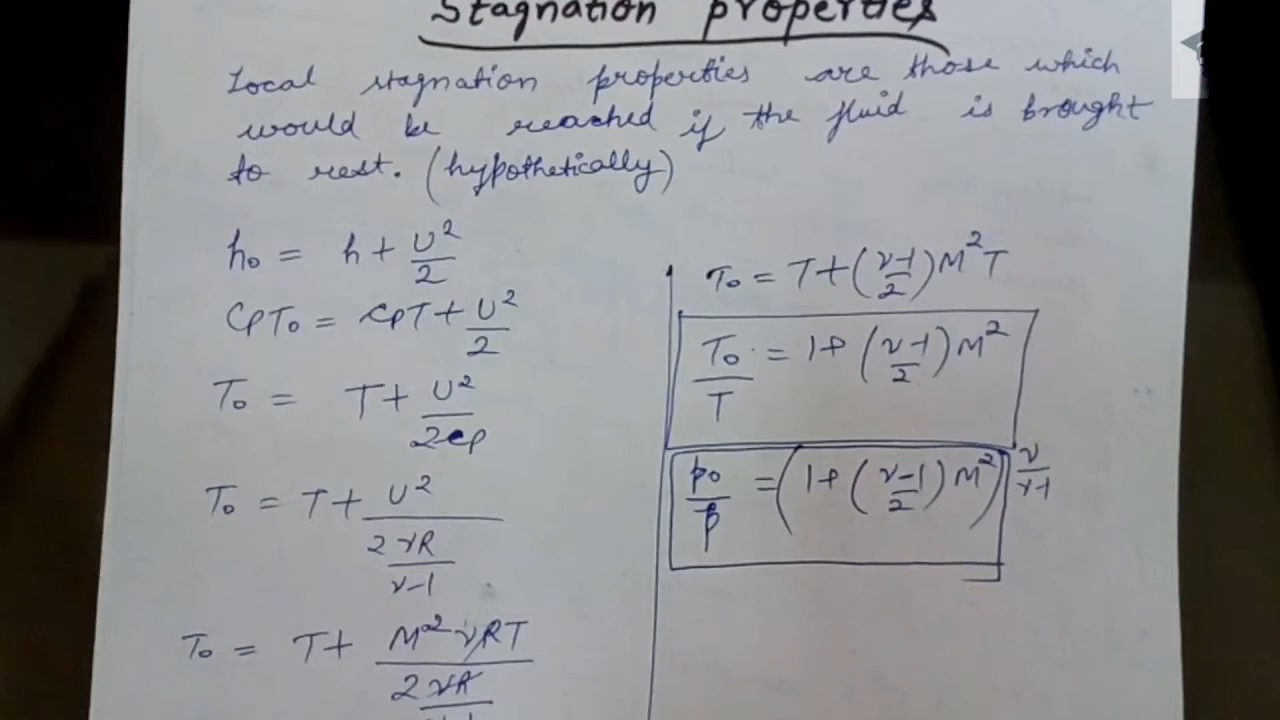 Stagnation properties
Local stagnation properties are those which
would be reached if the fluid is brought
to rest. (hypothetically)
h₀ = h + U²/2
CpT₀ = CpT + U²/2
T₀ = T + U²/2Cp
T₀ = T + U²/(2γR/(γ-1))
T₀ = T + M²γRT/(2γR/(γ-1))
T₀ = T + ((γ-1)/2)M²T
T₀/T = 1 + ((γ-1)/2)M²
p₀/p = (1 + ((γ-1)/2)M²)^(γ/(γ-1))